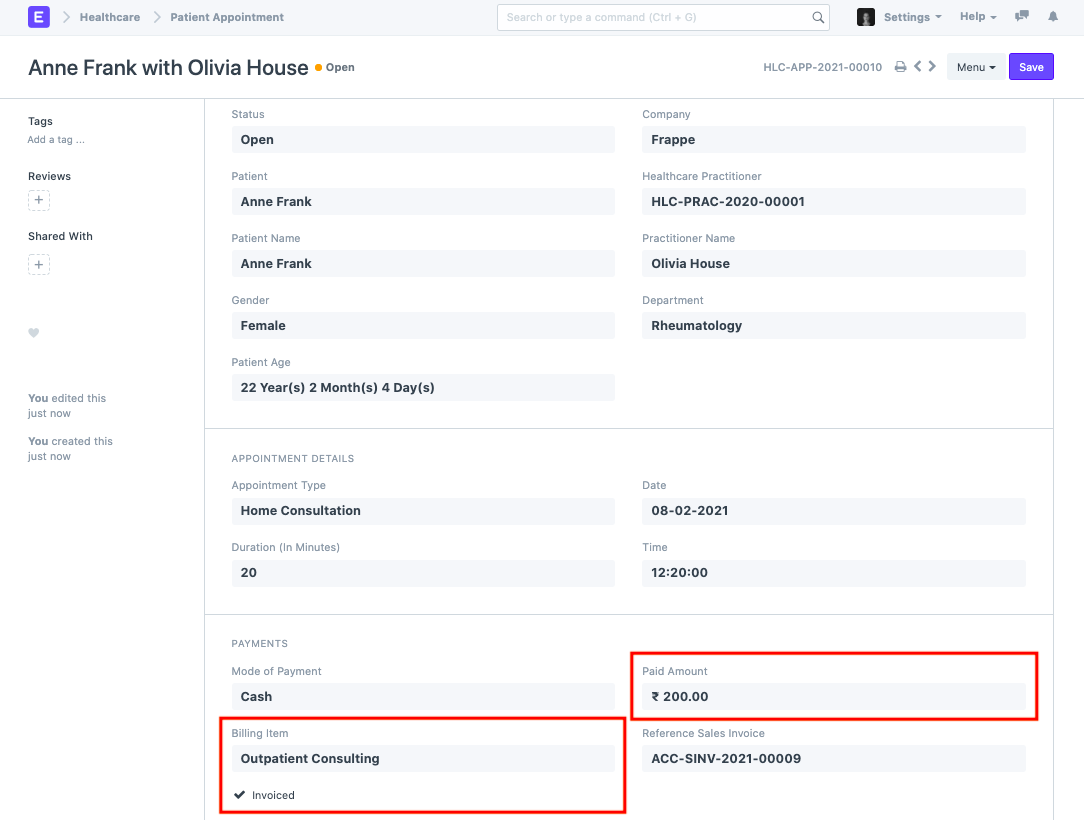 E Healthcare Patient Appointment Search or type a command (Ctrl + G) Settings Help
Anne Frank with Olivia House Open HLC-APP-2021-00010 Menu Save
Tags
Add a tag ...
Reviews
+
Shared With
+
You edited this
just now
You created this
just now
Status Company
Open Frappe
Patient Healthcare Practitioner
Anne Frank HLC-PRAC-2020-00001
Patient Name Practitioner Name
Anne Frank Olivia House
Gender Department
Female Rheumatology
Patient Age
22 Year(s) 2 Month(s) 4 Day(s)
APPOINTMENT DETAILS
Appointment Type Date
Home Consultation 08-02-2021
Duration (In Minutes) Time
20 12:20:00
PAYMENTS
Mode of Payment Paid Amount
Cash ₹ 200.00
Billing Item Reference Sales Invoice
Outpatient Consulting ACC-SINV-2021-00009
Invoiced